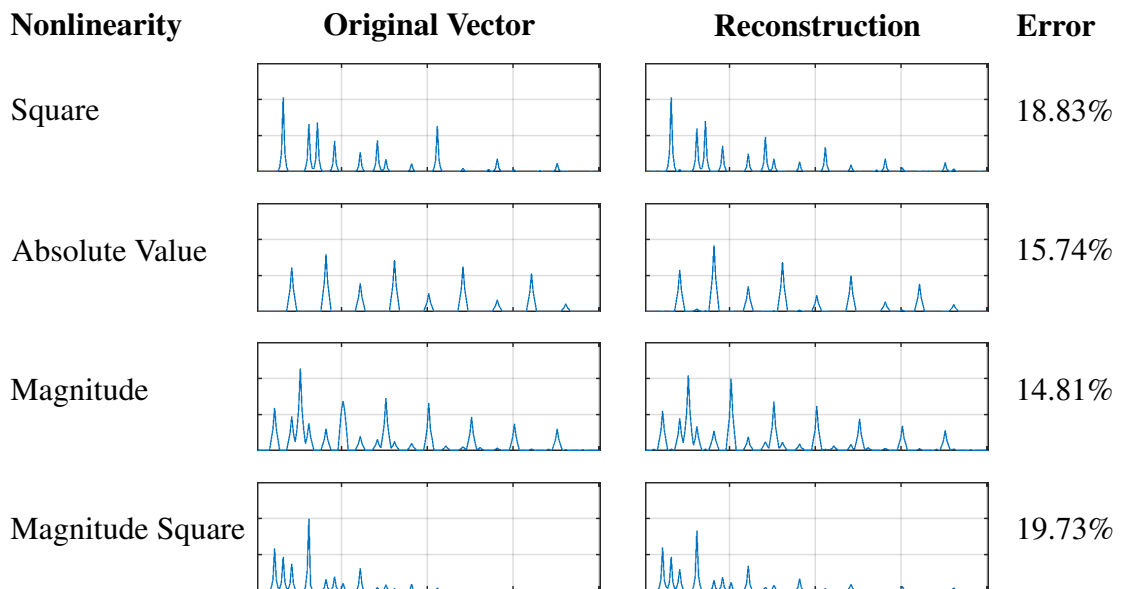 Nonlinearity Original Vector Reconstruction Error
Square 18.83%
Absolute Value 15.74%
Magnitude 14.81%
Magnitude Square 19.73%